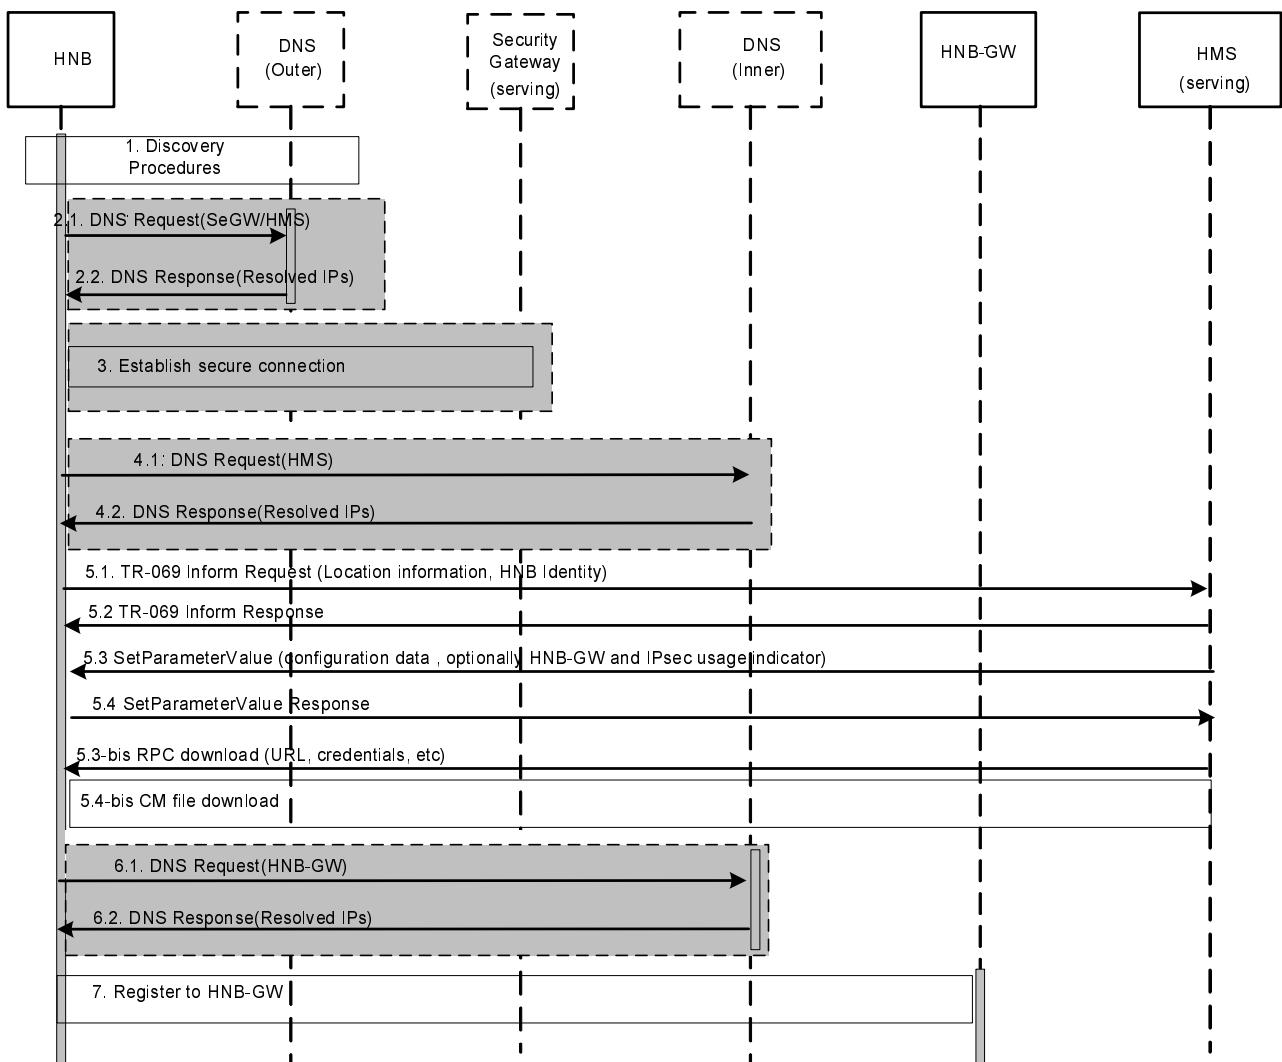 HNB
DNS
(Outer)
Security
Gateway
(serving)
DNS
(Inner)
HNB-GW
HMS
(serving)
1. Discovery
Procedures
2.1. DNS Request(SeGW/HMS)
2.2. DNS Response(Resolved IPs)
3. Establish secure connection
4.1. DNS Request(HMS)
4.2. DNS Response(Resolved IPs)
5.1. TR-069 Inform Request (Location information, HNB Identity)
5.2 TR-069 Inform Response
5.3 SetParameterValue (configuration data , optionally HNB-GW and IPsec usage indicator)
5.4 SetParameterValue Response
5.3-bis RPC download (URL, credentials, etc)
5.4-bis CM file download
6.1. DNS Request(HNB-GW)
6.2. DNS Response(Resolved IPs)
7. Register to HNB-GW